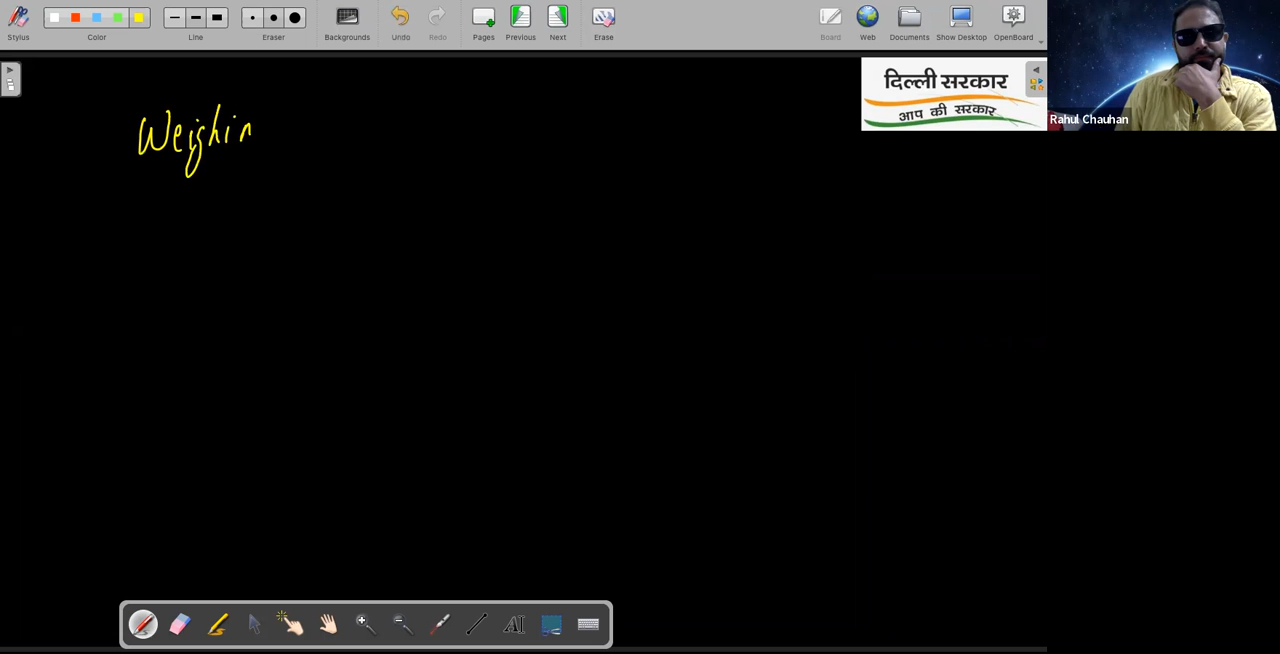 Stylus Color Line Eraser Backgrounds Undo Redo Pages Previous Next Erase Board Web Documents Show Desktop OpenBoard
दिल्ली सरकार
आप की सरकार
Rahul Chauhan
Weighin
AI